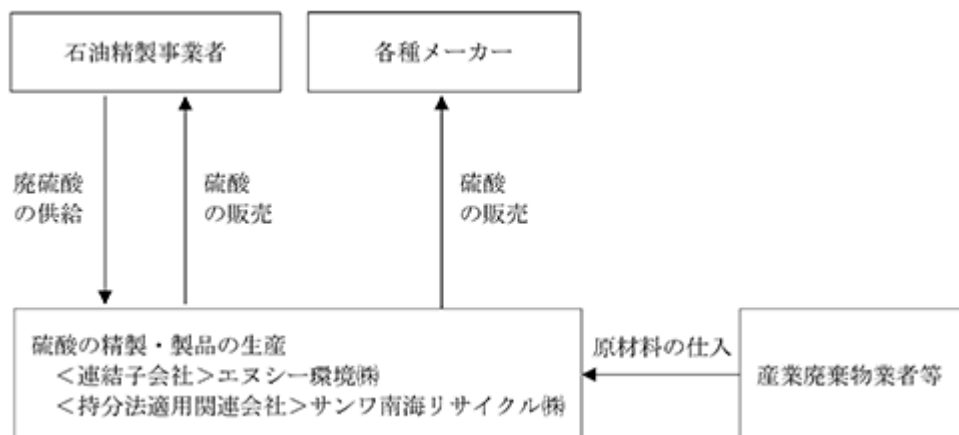 石油精製事業者
各種メーカー
廃硫酸
の供給
硫酸
の販売
硫酸
の販売
硫酸の精製・製品の生産
<連結子会社>エヌシー環境㈱
<持分法適用関連会社>サンワ南海リサイクル㈱
原材料の仕入
産業廃棄物業者等